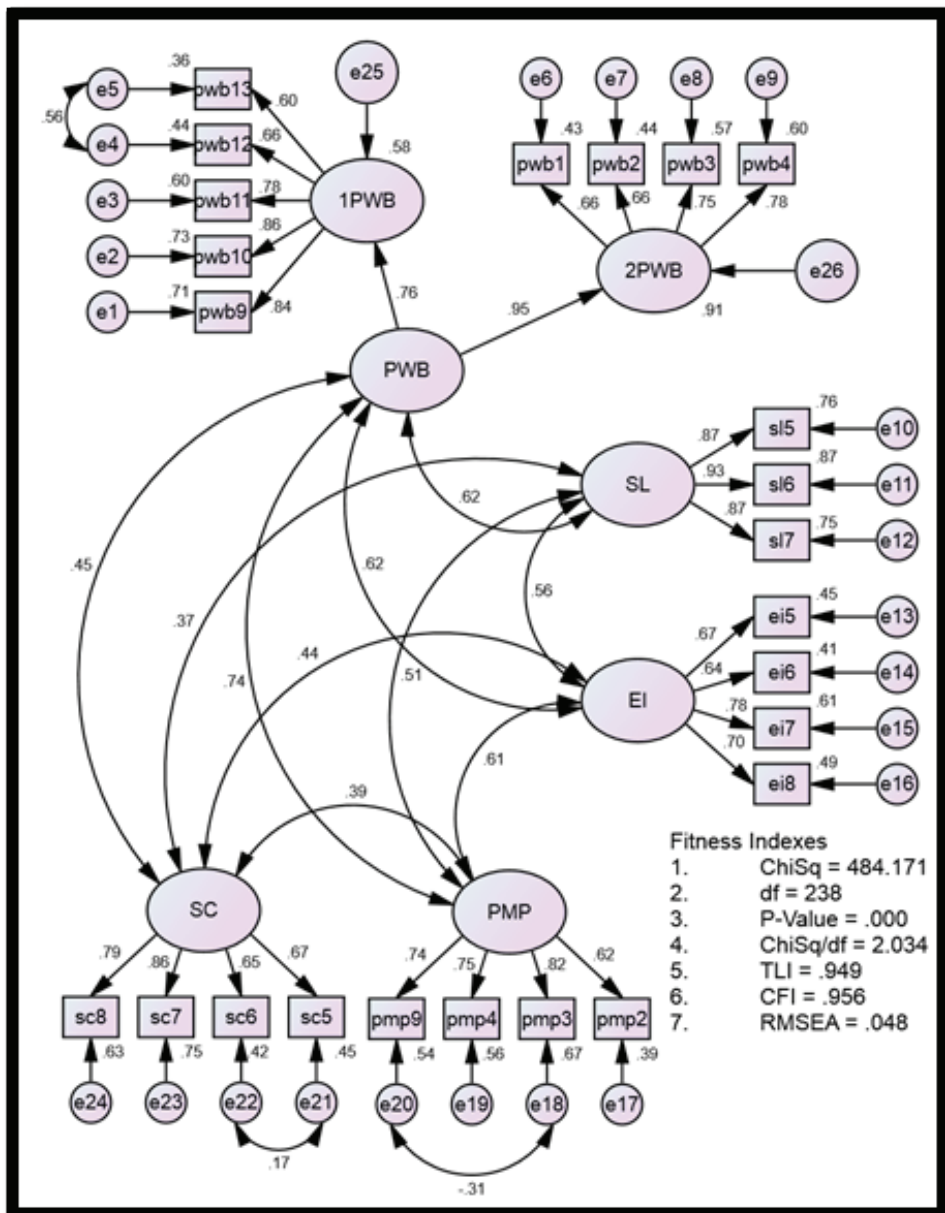 e25
e6 e7 e8 e9
.36
e5 pwb13 .60
.56
.43 .44 .57 .60
.44
e4 pwb12 .66
.58
pwb1 pwb2 pwb3 pwb4
.60
e3 pwb11 .78
1PWB
.66 .66 .75 .78
.73 .86
e2 pwb10
2PWB e26
.71
e1 pwb9 .84
.76 .95 .91
PWB
.76
.87 sl5 e10
.87
SL .93 sl6 e11
.62
.87 .75
sl7 e12
.45 .62 .56
.37
.45
.67 ei5 e13
.44
.41
.64 ei6 e14
.74 .51
EI
.78 .61
ei7 e15
.70
.61 .49
ei8 e16
.39
Fitness Indexes
1. ChiSq = 484.171
2. df = 238
3. P-Value = .000
4. ChiSq/df = 2.034
5. TLI = .949
6. CFI = .956
7. RMSEA = .048
SC PMP
.79 .86 .65 .67 .74 .75 .82 .62
sc8 sc7 sc6 sc5 pmp9 pmp4 pmp3 pmp2
.63 .75 .42 .45 .54 .56 .67 .39
e24 e23 e22 e21 e20 e19 e18 e17
.17
-.31